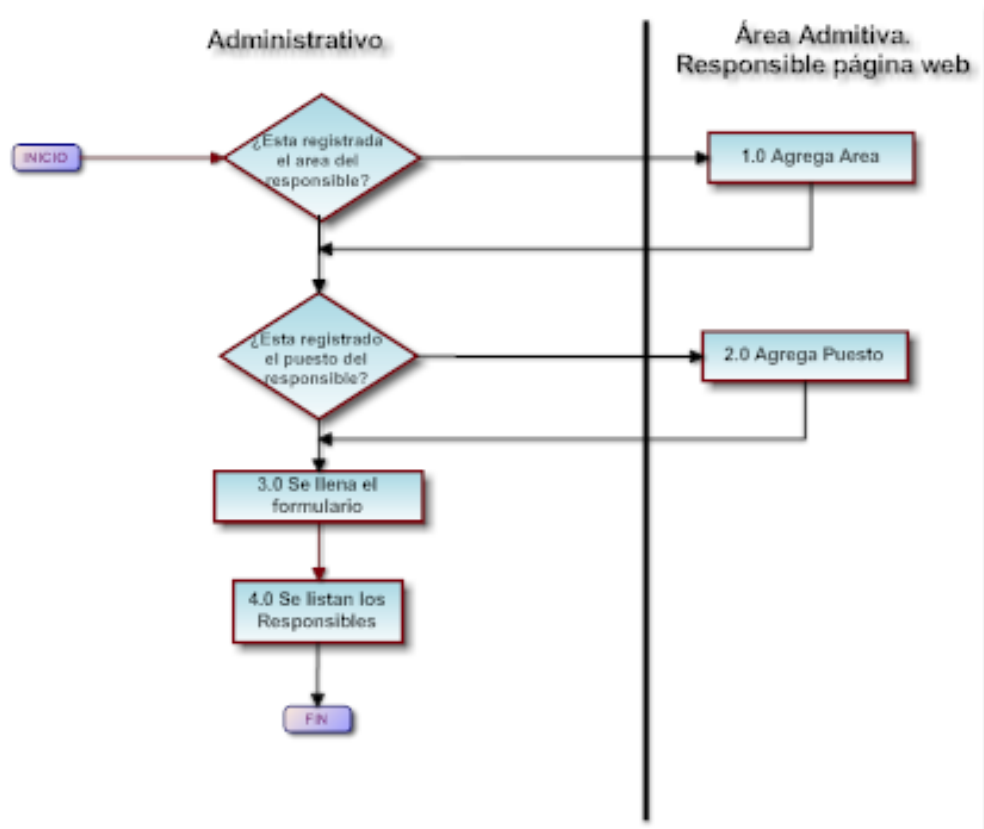 Administrativo
Área Admitiva.
Responsible página web
INICIO
¿Esta registrada
el area del
responsible?
1.0 Agrega Area
¿Esta registrado
el puesto del
responsible?
2.0 Agrega Puesto
3.0 Se llena el
formulario
4.0 Se listan los
Responsibles
FIN